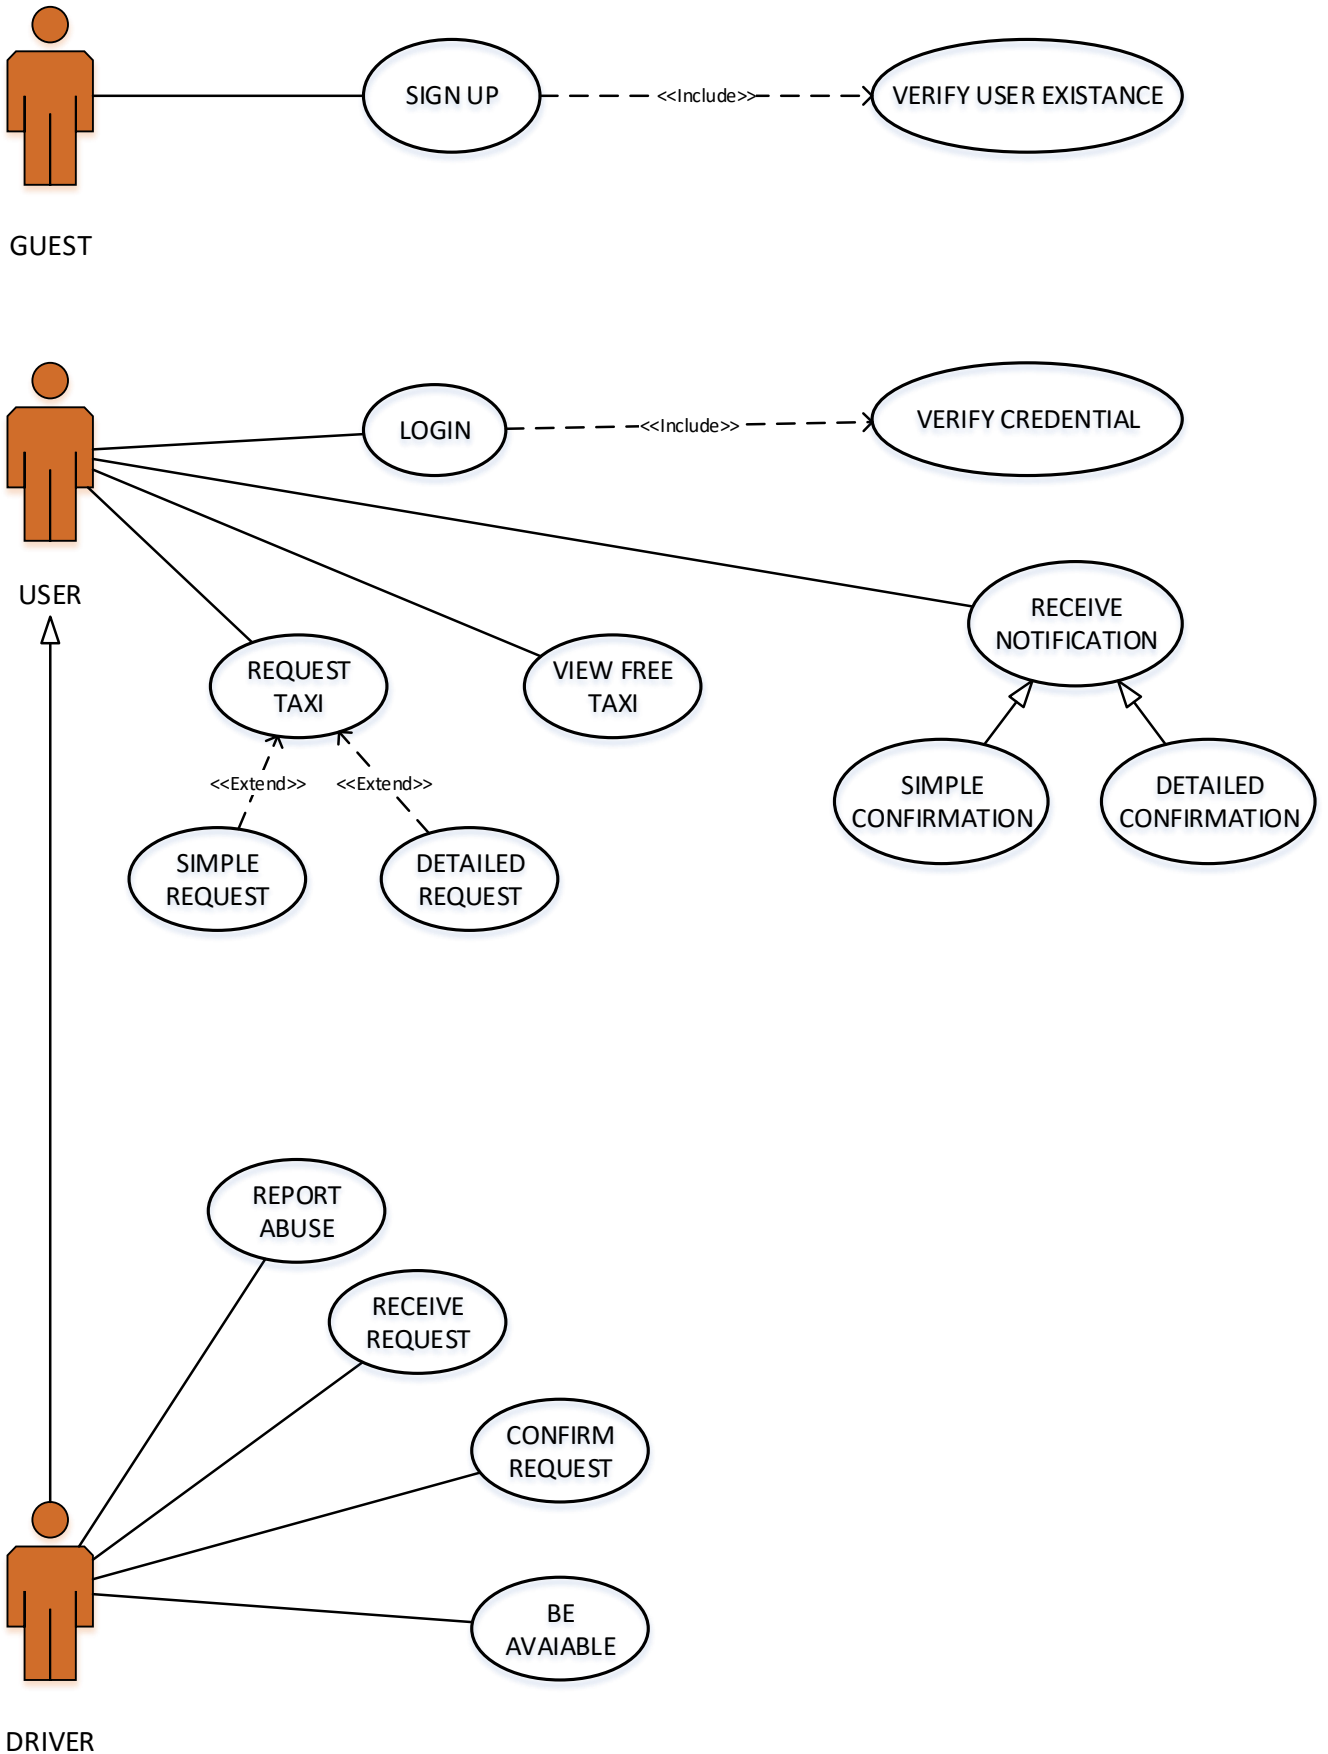 SIGN UP
<<Include>>
VERIFY USER EXISTANCE
GUEST
LOGIN
<<Include>>
VERIFY CREDENTIAL
USER
RECEIVE
NOTIFICATION
REQUEST
TAXI
VIEW FREE
TAXI
<<Extend>>
<<Extend>>
SIMPLE
CONFIRMATION
DETAILED
CONFIRMATION
SIMPLE
REQUEST
DETAILED
REQUEST
REPORT
ABUSE
RECEIVE
REQUEST
CONFIRM
REQUEST
BE
AVAIABLE
DRIVER